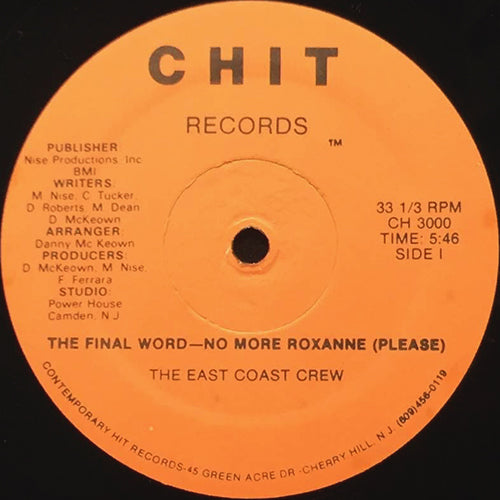 CHIT
RECORDS
TM
PUBLISHER:
Nise Productions, Inc
BMI
WRITERS:
M. Nise, C. Tucker,
D. Roberts, M. Dean
D. McKeown
ARRANGER:
Danny Mc Keown
PRODUCERS:
D. McKeown, M. Nise,
F. Ferrara
STUDIO:
Power House
Camden, N.J.
33 1/3 RPM
CH 3000
TIME: 5:46
SIDE I
THE FINAL WORD—NO MORE ROXANNE (PLEASE)
THE EAST COAST CREW
CONTEMPORARY HIT RECORDS-45 GREEN ACRE DR.-CHERRY HILL, N.J. (609)456-0119